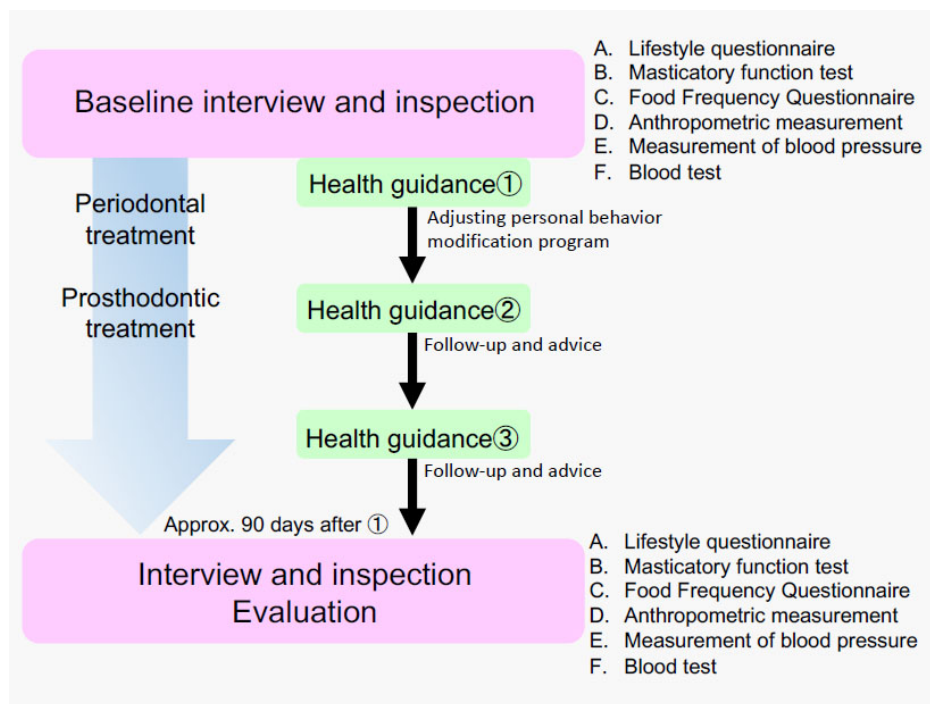 Baseline interview and inspection
A. Lifestyle questionnaire
B. Masticatory function test
C. Food Frequency Questionnaire
D. Anthropometric measurement
E. Measurement of blood pressure
F. Blood test
Periodontal
treatment
Prosthodontic
treatment
Health guidance①
Adjusting personal behavior
modification program
Health guidance②
Follow-up and advice
Health guidance③
Follow-up and advice
Approx. 90 days after ①
Interview and inspection
Evaluation
A. Lifestyle questionnaire
B. Masticatory function test
C. Food Frequency Questionnaire
D. Anthropometric measurement
E. Measurement of blood pressure
F. Blood test